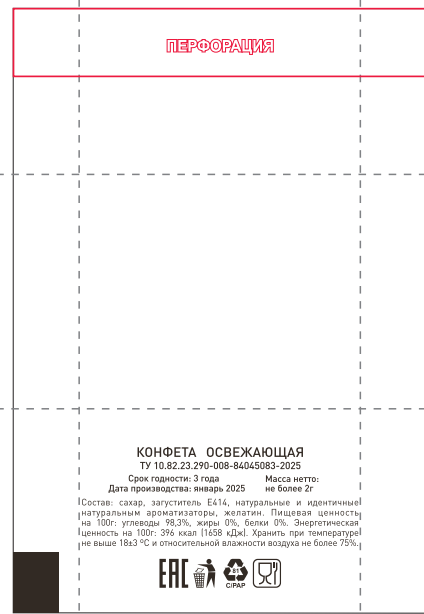 ПЕРФОРАЦИЯ
КОНФЕТА ОСВЕЖАЮЩАЯ
ТУ 10.82.23.290-008-84045083-2025
Срок годности: 3 года
Дата производства: январь 2025
Масса нетто:
не более 2г
Состав: сахар, загуститель Е414, натуральные и идентичные
натуральным ароматизаторы, желатин. Пищевая ценность
на 100г: углеводы 98,3%, жиры 0%, белки 0%. Энергетическая
ценность на 100г: 396 ккал (1658 кДж). Хранить при температуре
не выше 18±3 ºС и относительной влажности воздуха не более 75%.
ЕАС
81
C/PAP